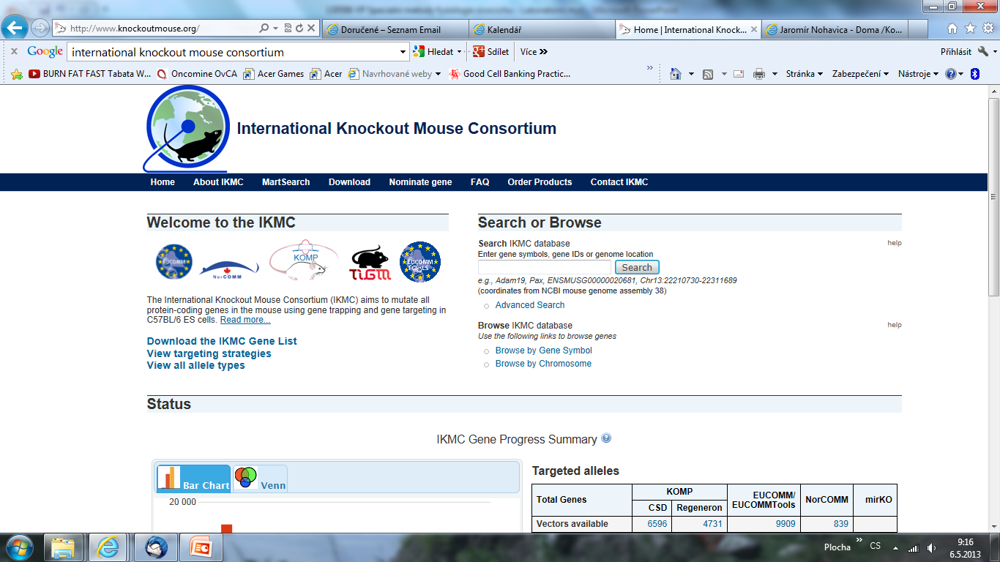 http://www.knockoutmouse.org/
Doručené – Seznam Email
Kalendář
Home | International Knock...
Jaromír Nohavica - Doma /Ko...
Google
international knockout mouse consortium
Hledat
Sdílet
Více
Přihlásit
BURN FAT FAST Tabata W...
Oncomine OvCA
Acer Games
Acer
Navrhované weby
Good Cell Banking Practic...
Stránka
Zabezpečení
Nástroje
International Knockout Mouse Consortium
Home About IKMC MartSearch Download Nominate gene FAQ Order Products Contact IKMC
Welcome to the IKMC
EUCOMM
NorCOMM
KOMP
TIGM
EUCOMM TOOLS
The International Knockout Mouse Consortium (IKMC) aims to mutate all
protein-coding genes in the mouse using gene trapping and gene targeting in
C57BL/6 ES cells. Read more...
Download the IKMC Gene List
View targeting strategies
View all allele types
Search or Browse
Search IKMC database
help
Enter gene symbols, gene IDs or genome location
Search
e.g., Adam19, Pax, ENSMUSG00000020681, Chr13:22210730-22311689
(coordinates from NCBI mouse genome assembly 38)
Advanced Search
Browse IKMC database
help
Use the following links to browse genes
Browse by Gene Symbol
Browse by Chromosome
Status
IKMC Gene Progress Summary
Bar Chart
Venn
20 000
Targeted alleles
Total Genes
KOMP
CSD
Regeneron
EUCOMM/
EUCOMMTools
NorCOMM
mirKO
Vectors available 6596 4731 9909 839
Plocha
CS
9:16
6.5.2013